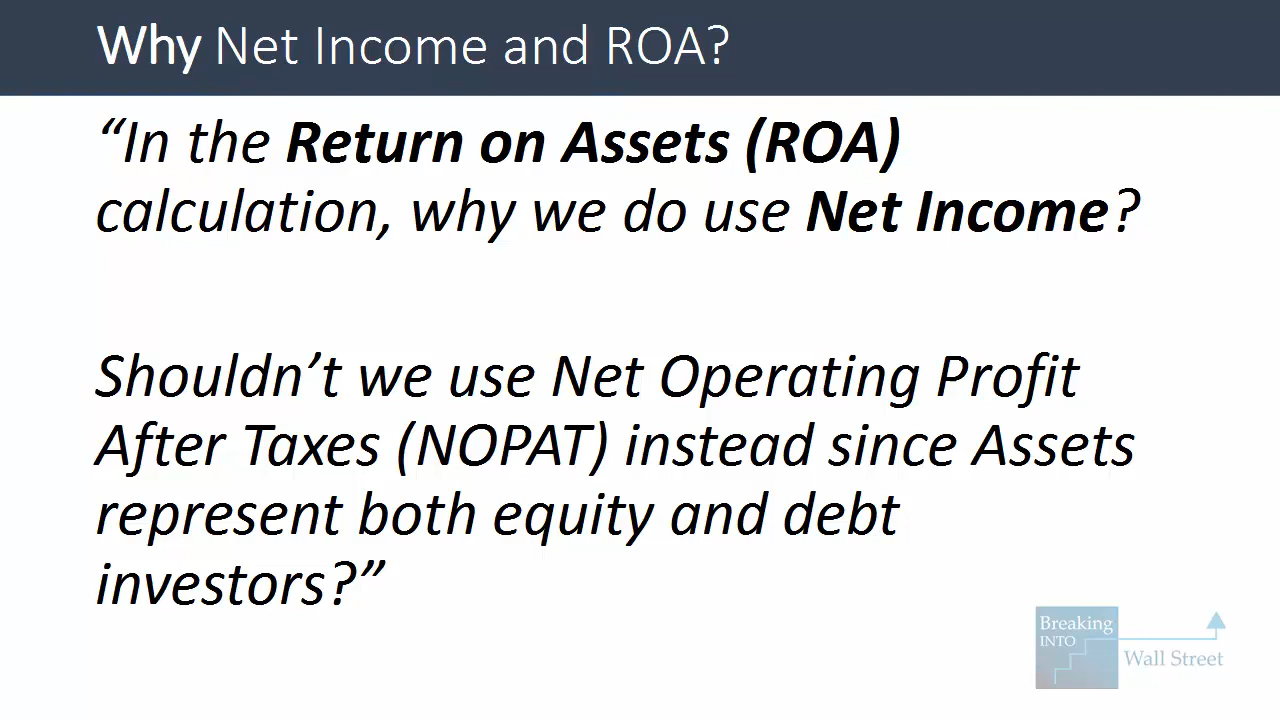 Why Net Income and ROA?
“In the Return on Assets (ROA)
calculation, why we do use Net Income?
Shouldn’t we use Net Operating Profit
After Taxes (NOPAT) instead since Assets
represent both equity and debt
investors?”
Breaking
INTO
Wall Street